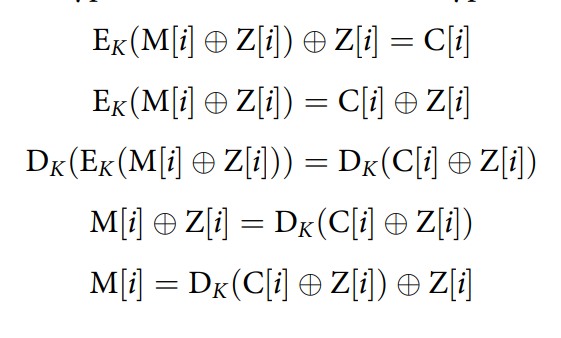 E_K(M[i] ⊕ Z[i]) ⊕ Z[i] = C[i]
E_K(M[i] ⊕ Z[i]) = C[i] ⊕ Z[i]
D_K(E_K(M[i] ⊕ Z[i])) = D_K(C[i] ⊕ Z[i])
M[i] ⊕ Z[i] = D_K(C[i] ⊕ Z[i])
M[i] = D_K(C[i] ⊕ Z[i]) ⊕ Z[i]